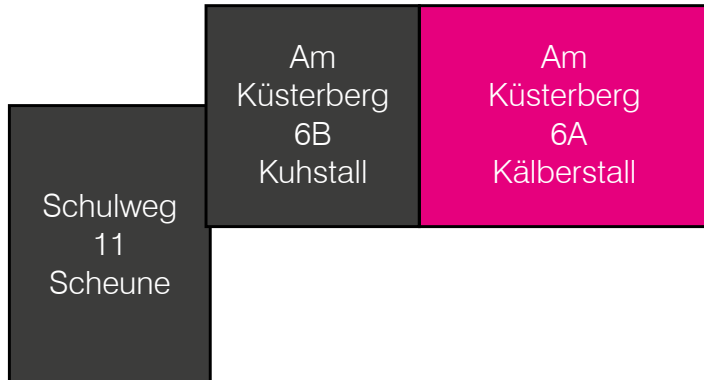 Am
Küsterberg
6B
Kuhstall
Am
Küsterberg
6A
Kälberstall
Schulweg
11
Scheune